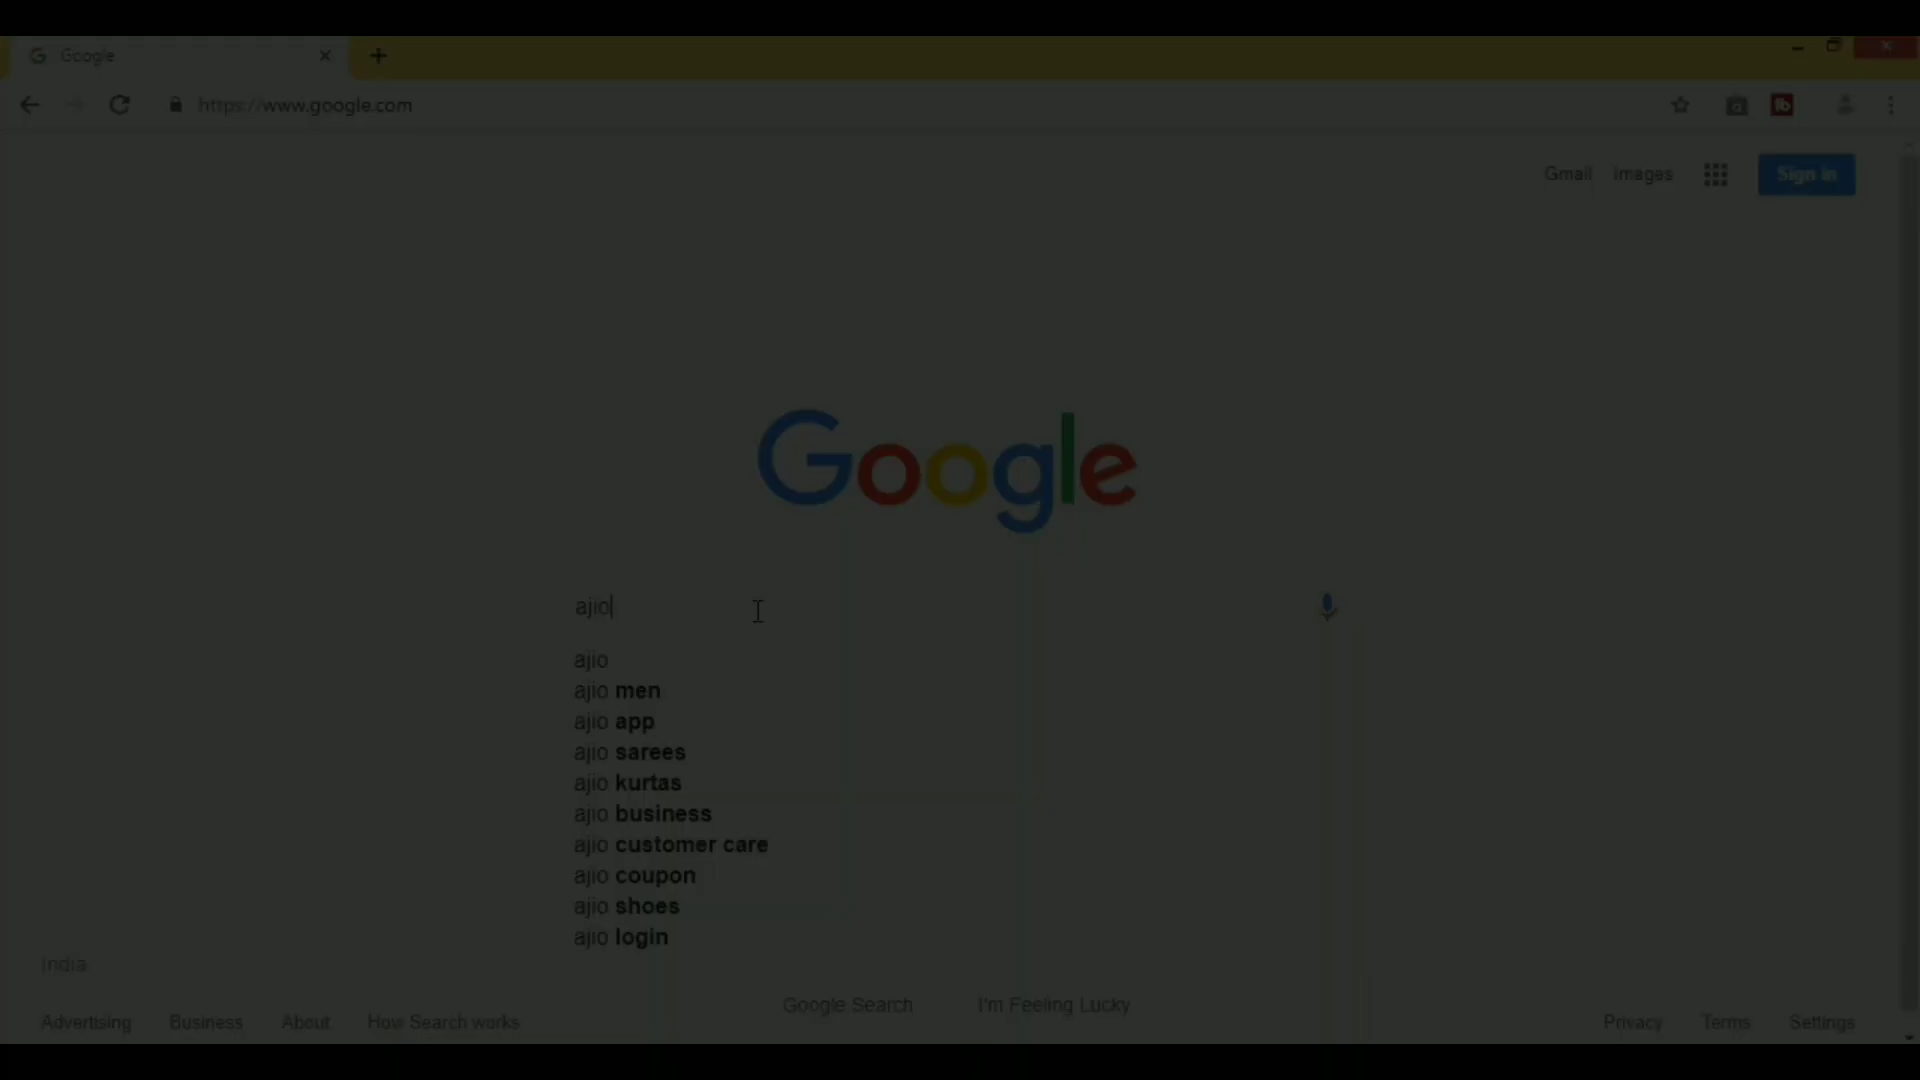 Google
https://www.google.com
Gmail Images Sign in
Google
ajio
ajio
ajio men
ajio app
ajio sarees
ajio kurtas
ajio business
ajio customer care
ajio coupon
ajio shoes
ajio login
India
Google Search I'm Feeling Lucky
Advertising Business About How Search works Privacy Terms Settings